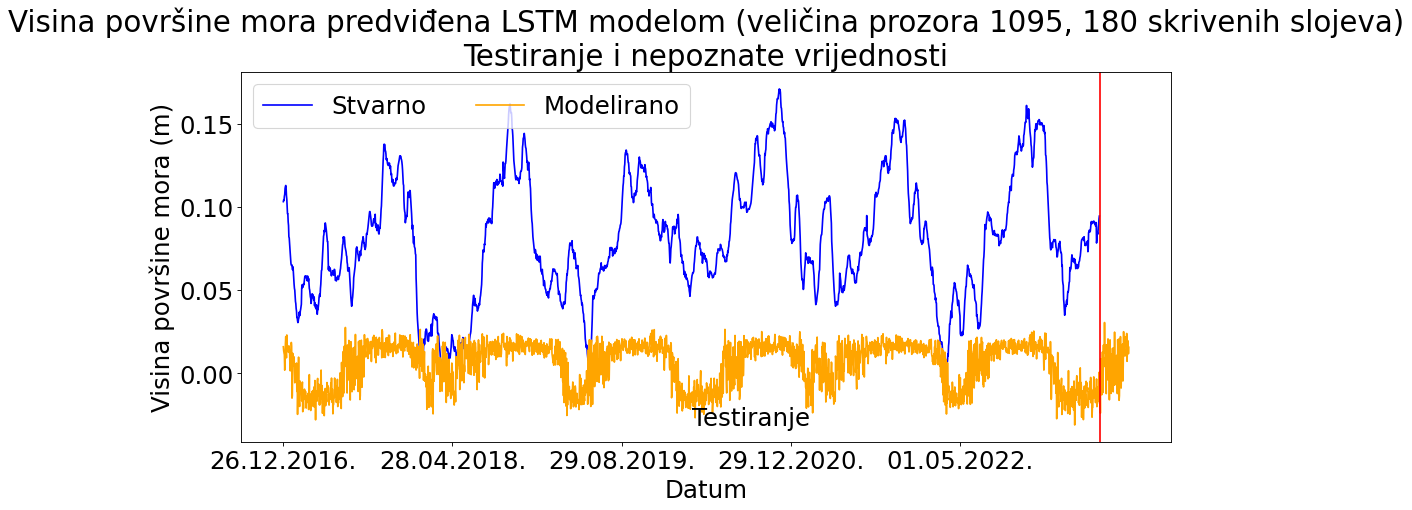 Visina površine mora predviđena LSTM modelom (veličina prozora 1095, 180 skrivenih slojeva)
Testiranje i nepoznate vrijednosti
Stvarno
Modelirano
Visina površine mora (m)
0.15
0.10
0.05
0.00
Testiranje
26.12.2016.
28.04.2018.
29.08.2019.
29.12.2020.
01.05.2022.
Datum